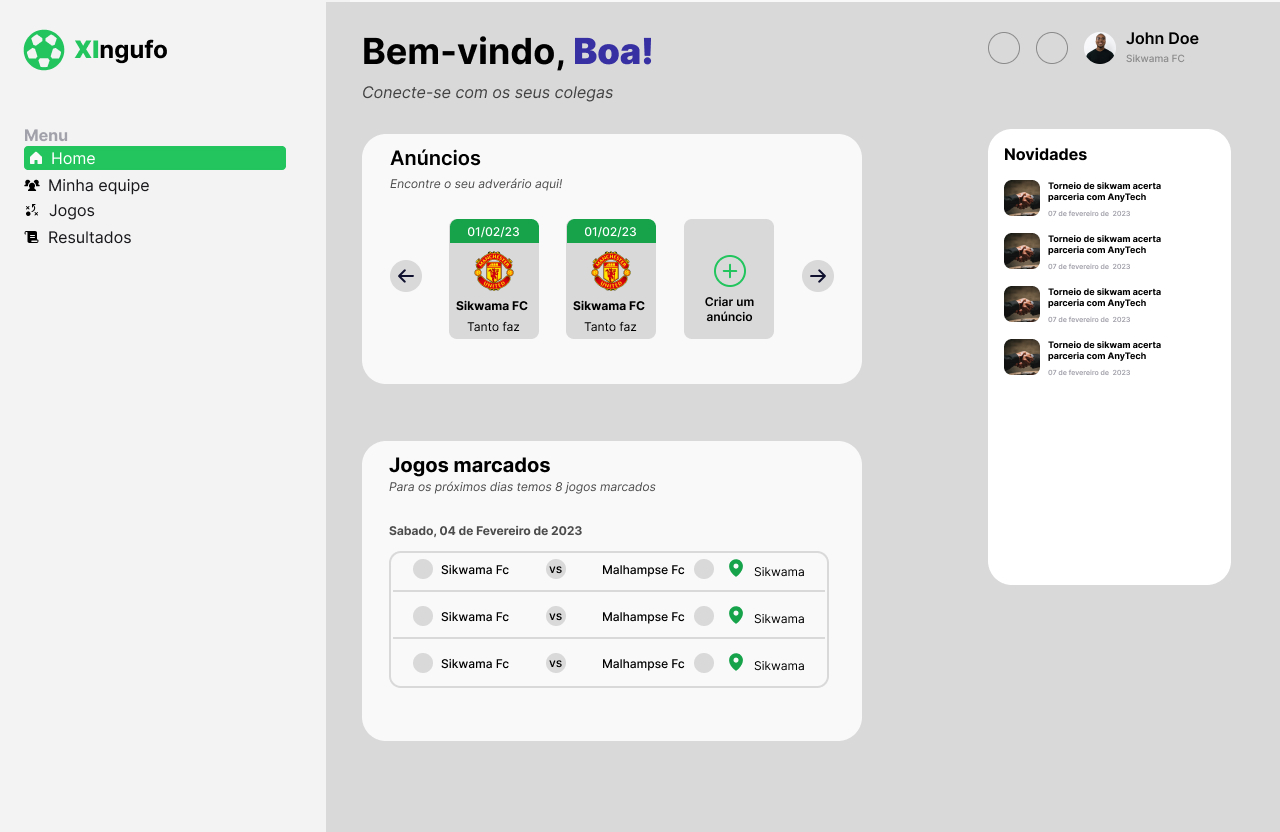 XIngufo
Menu
Home
Minha equipe
Jogos
Resultados
Bem-vindo, Boa!
Conecte-se com os seus colegas
John Doe
Sikwama FC
Anúncios
Encontre o seu adverário aqui!
01/02/23
MANCHESTER
UNITED
Sikwama FC
Tanto faz
01/02/23
MANCHESTER
UNITED
Sikwama FC
Tanto faz
Criar um
anúncio
Jogos marcados
Para os próximos dias temos 8 jogos marcados
Sabado, 04 de Fevereiro de 2023
Sikwama Fc VS Malhampse Fc Sikwama
Sikwama Fc VS Malhampse Fc Sikwama
Sikwama Fc VS Malhampse Fc Sikwama
Novidades
Torneio de sikwam acerta
parceria com AnyTech
07 de fevereiro de 2023
Torneio de sikwam acerta
parceria com AnyTech
07 de fevereiro de 2023
Torneio de sikwam acerta
parceria com AnyTech
07 de fevereiro de 2023
Torneio de sikwam acerta
parceria com AnyTech
07 de fevereiro de 2023